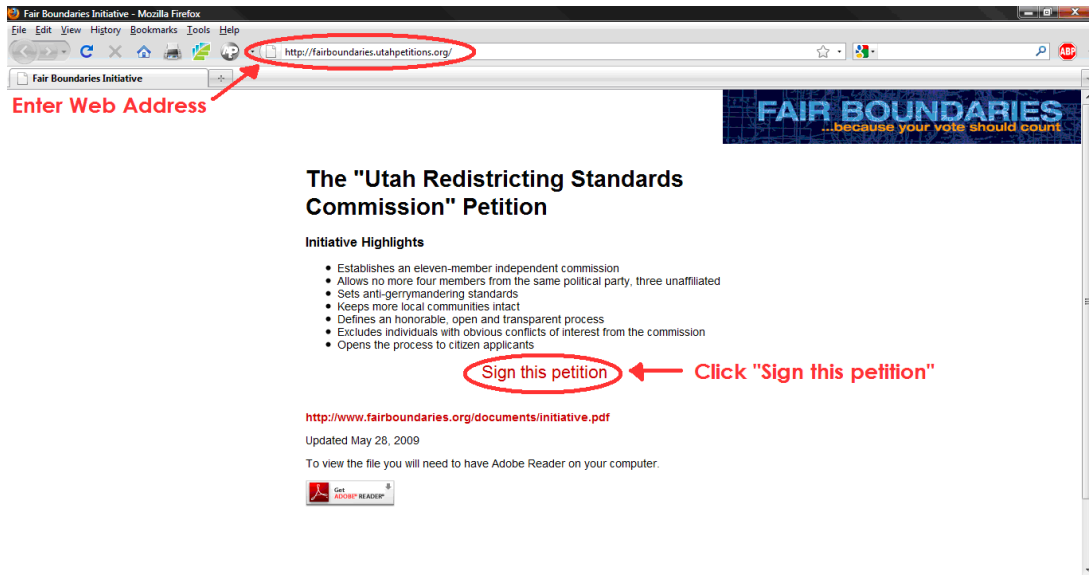 Fair Boundaries Initiative - Mozilla Firefox
File Edit View History Bookmarks Tools Help
http://fairboundaries.utahpetitions.org/
ABP
Fair Boundaries Initiative
Enter Web Address
FAIR BOUNDARIES
...because your vote should count
The "Utah Redistricting Standards
Commission" Petition
Initiative Highlights
Establishes an eleven-member independent commission
Allows no more four members from the same political party, three unaffiliated
Sets anti-gerrymandering standards
Keeps more local communities intact
Defines an honorable, open and transparent process
Excludes individuals with obvious conflicts of interest from the commission
Opens the process to citizen applicants
Sign this petition
Click "Sign this petition"
http://www.fairboundaries.org/documents/initiative.pdf
Updated May 28, 2009
To view the file you will need to have Adobe Reader on your computer.
Get
ADOBE® READER®